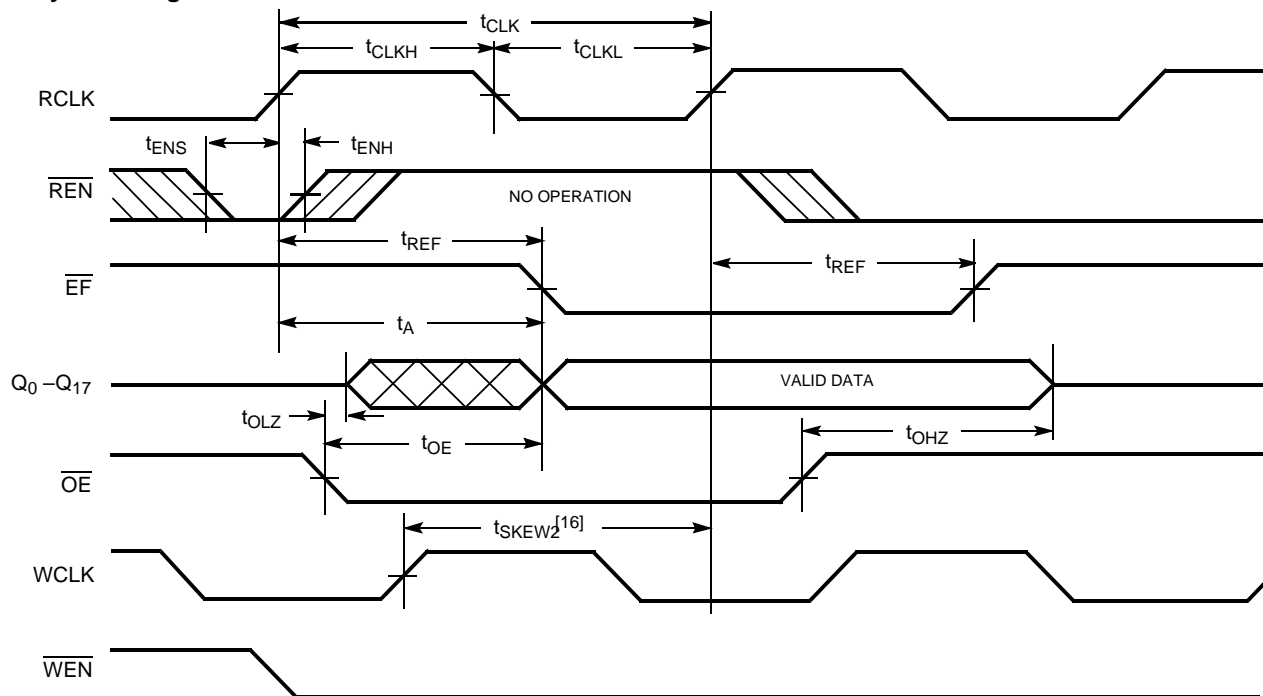 tCLK
tCLKH tCLKL
RCLK
tENS tENH
REN
NO OPERATION
tREF
tREF
EF
tA
Q0 –Q17
VALID DATA
tOLZ
tOE
tOHZ
OE
tSKEW2[16]
WCLK
WEN